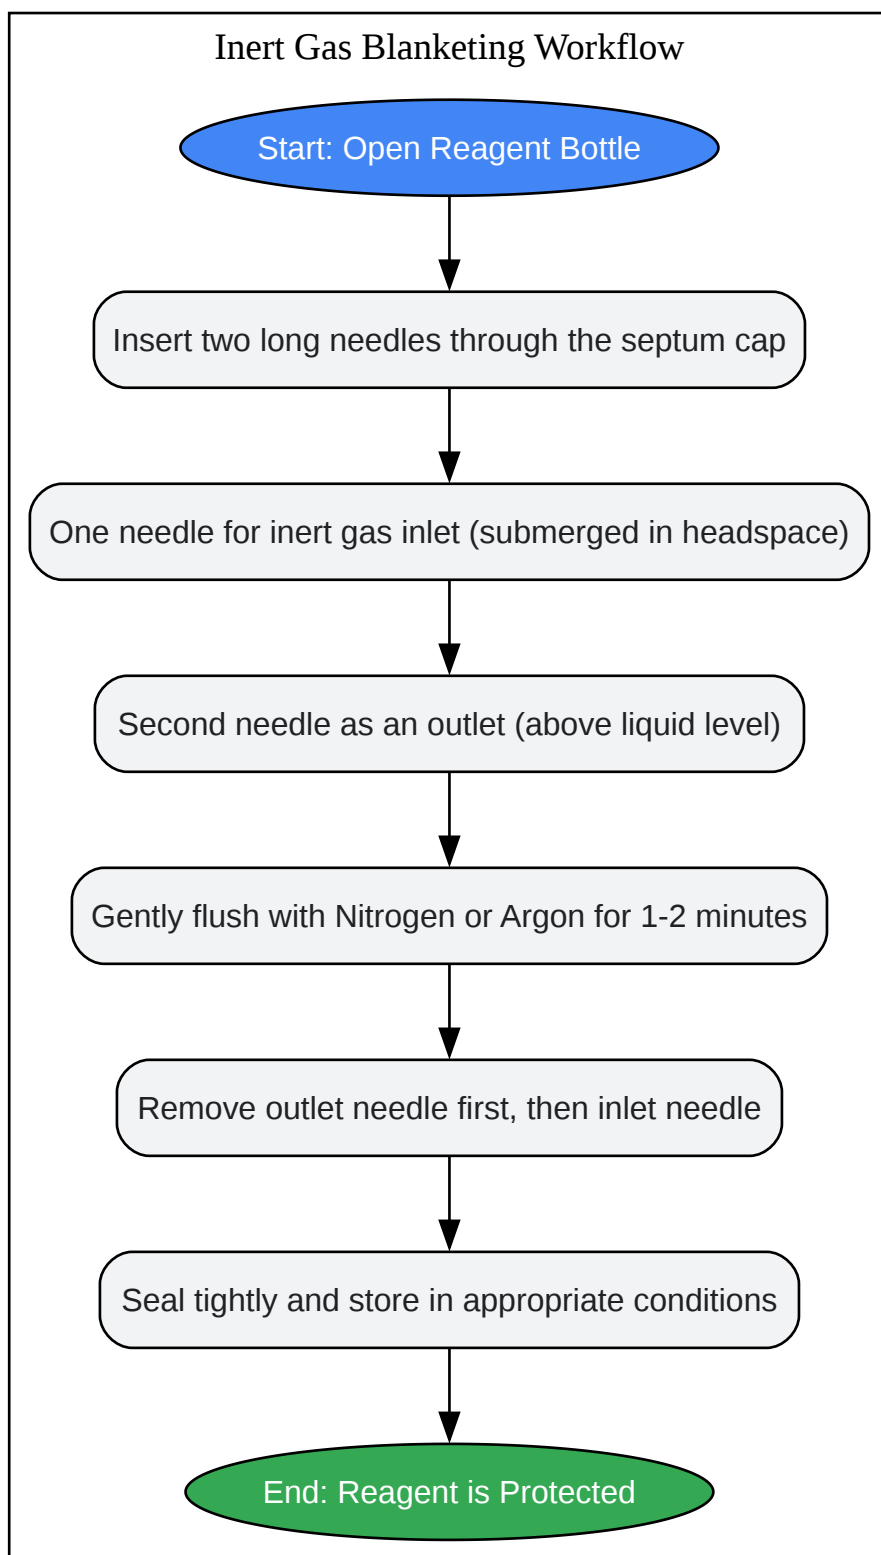 Inert Gas Blanketing Workflow
Start: Open Reagent Bottle
Insert two long needles through the septum cap
One needle for inert gas inlet (submerged in headspace)
Second needle as an outlet (above liquid level)
Gently flush with Nitrogen or Argon for 1-2 minutes
Remove outlet needle first, then inlet needle
Seal tightly and store in appropriate conditions
End: Reagent is Protected